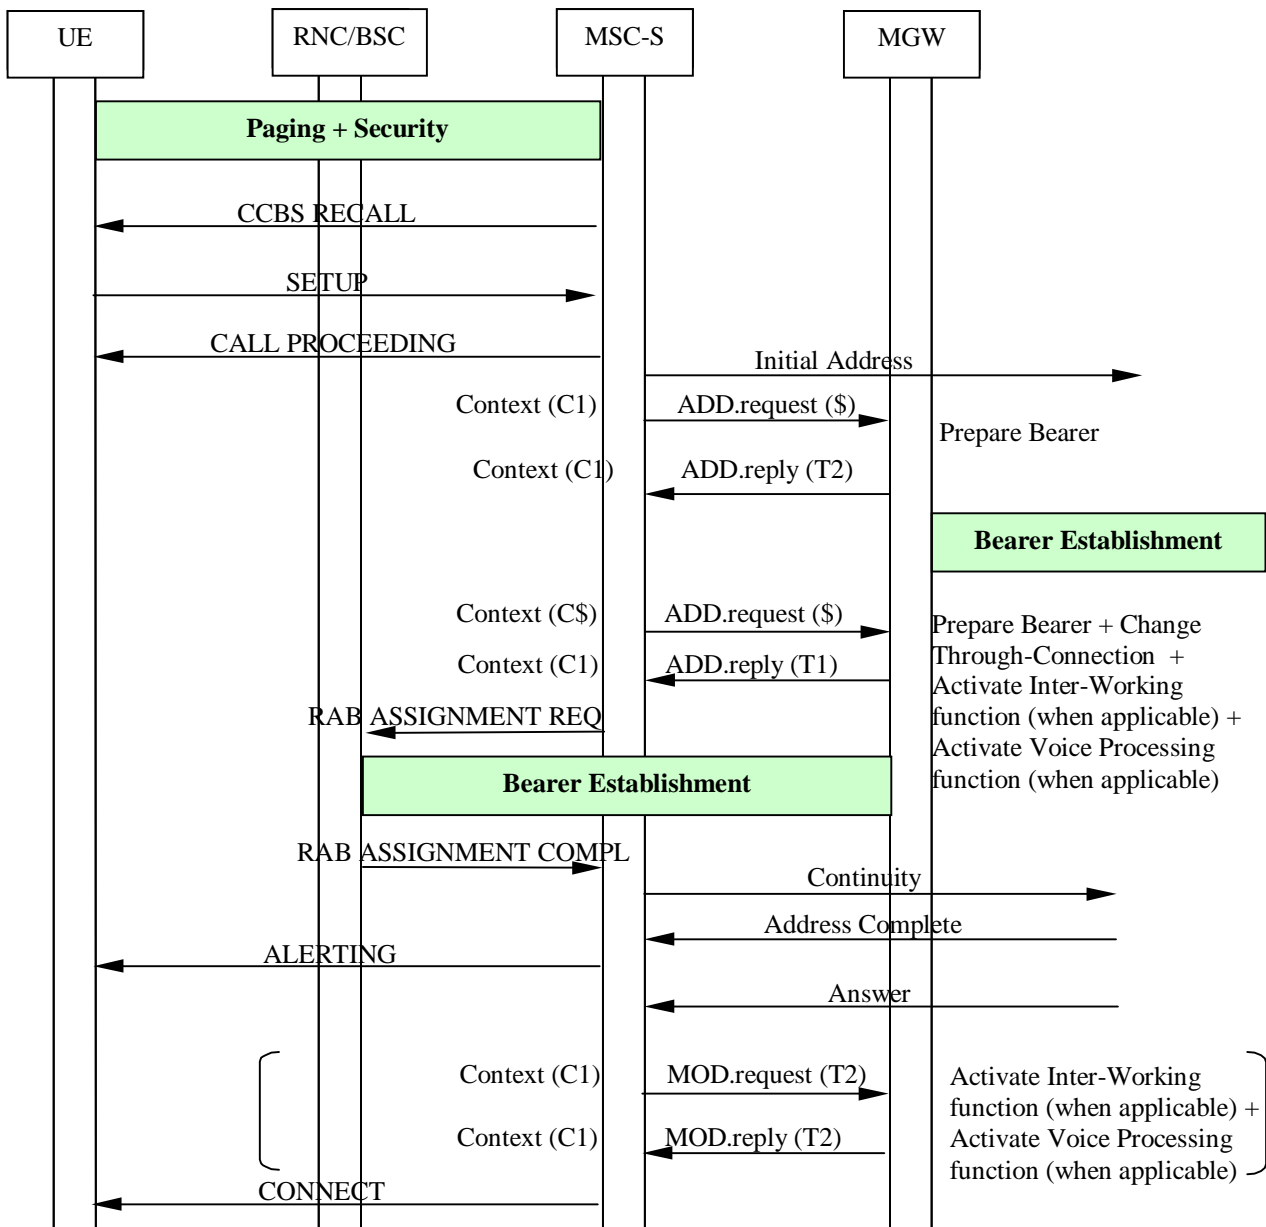 UE
RNC/BSC
MSC-S
MGW
Paging + Security
CCBS RECALL
SETUP
CALL PROCEEDING
Initial Address
Context (C1)
ADD.request ($)
Prepare Bearer
Context (C1)
ADD.reply (T2)
Bearer Establishment
Context (C$)
ADD.request ($)
Context (C1)
ADD.reply (T1)
Prepare Bearer + Change
Through-Connection +
Activate Inter-Working
function (when applicable) +
Activate Voice Processing
function (when applicable)
RAB ASSIGNMENT REQ
Bearer Establishment
RAB ASSIGNMENT COMPL
Continuity
Address Complete
ALERTING
Answer
Context (C1)
MOD.request (T2)
Context (C1)
MOD.reply (T2)
Activate Inter-Working
function (when applicable) +
Activate Voice Processing
function (when applicable)
CONNECT